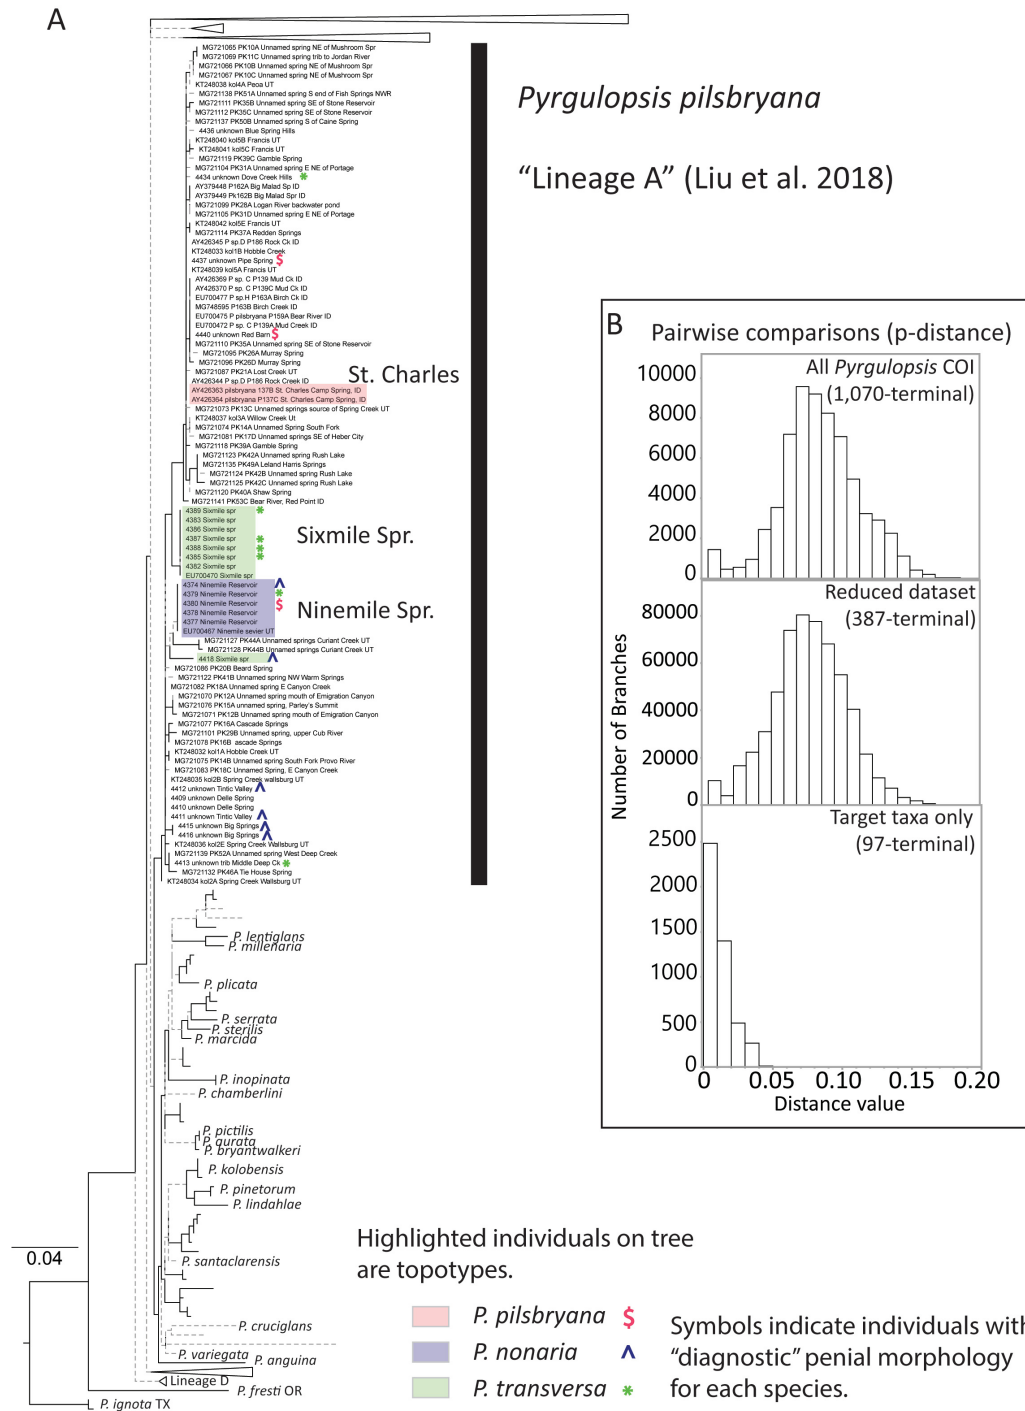 A
MG721065 PK10A Unnamed spring NE of Mushroom Spr
MG721069 PK11C Unnamed spring trib to Jordan River
MG721066 PK10B Unnamed spring NE of Mushroom Spr
MG721067 PK10C Unnamed spring NE of Mushroom Spr
KT248038 kol4A Peoa UT
MG721138 PK51A Unnamed spring S end of Fish Springs NWR
MG721111 PK35B Unnamed spring SE of Stone Reservoir
MG721112 PK35C Unnamed spring SE of Stone Reservoir
MG721137 PK50B Unnamed spring S of Caine Spring
4436 unknown Blue Spring Hills
KT248040 kol5B Francis UT
KT248041 kol5C Francis UT
MG721119 PK39C Gamble Spring
MG721104 PK31A Unnamed spring E NE of Portage
4434 unknown Dove Creek Hills *
AY379448 P162A Big Malad Sp ID
AY379449 Pk162B Big Malad Spr ID
MG721099 PK28A Logan River backwater pond
MG721105 PK31D Unnamed spring E NE of Portage
KT248042 kol5E Francis UT
MG721114 PK37A Redden Springs
AY426345 P sp.D P186 Rock Ck ID
KT248033 kol1B Hobble Creek
4437 unknown Pipe Spring $
KT248039 kol5A Francis UT
AY426369 P sp. C P139 Mud Ck ID
AY426370 P sp. C P139C Mud Ck ID
EU700477 P sp.H P163A Birch Ck ID
MG748595 P163B Birch Creek ID
EU700475 P pilsbryana P159A Bear River ID
EU700472 P sp. C P139A Mud Creek ID
4440 unknown Red Barn $
MG721110 PK35A Unnamed spring SE of Stone Reservoir
MG721095 PK26A Murray Spring
MG721096 PK26D Murray Spring
MG721087 PK21A Lost Creek UT
AY426344 P sp.D P186 Rock Creek ID
St. Charles
AY426363 pilsbryana 137B St. Charles Camp Spring, ID
AY426364 pilsbryana P137C St. Charles Camp Spring, ID
MG721073 PK13C Unnamed springs source of Spring Creek UT
KT248037 kol3A Willow Creek Ut
MG721074 PK14A Unnamed Spring South Fork
MG721081 PK17D Unnamed springs SE of Heber City
MG721118 PK39A Gamble Spring
MG721123 PK42A Unnamed spring Rush Lake
MG721135 PK49A Leland Harris Springs
MG721124 PK42B Unnamed spring Rush Lake
MG721125 PK42C Unnamed spring Rush Lake
MG721120 PK40A Shaw Spring
MG721141 PK53C Bear River, Red Point ID
4389 Sixmile spr *
4383 Sixmile spr
4386 Sixmile spr
4387 Sixmile spr *
4388 Sixmile spr *
4385 Sixmile spr *
4382 Sixmile spr
EU700470 Sixmile spr
Sixmile Spr.
4374 Ninemile Reservoir ^
4379 Ninemile Reservoir *
4380 Ninemile Reservoir $
4378 Ninemile Reservoir
4377 Ninemile Reservoir
EU700467 Ninemile sevier UT
Ninemile Spr.
MG721127 PK44A Unnamed springs Curiant Creek UT
MG721128 PK44B Unnamed springs Curiant Creek UT
4418 Sixmile spr ^
MG721086 PK20B Beard Spring
MG721122 PK41B Unnamed spring NW Warm Springs
MG721082 PK18A Unnamed spring E Canyon Creek
MG721070 PK12A Unnamed spring mouth of Emigration Canyon
MG721076 PK15A unnamed spring, Parley's Summit
MG721071 PK12B Unnamed spring mouth of Emigration Canyon
MG721077 PK16A Cascade Springs
MG721101 PK29B Unnamed spring, upper Cub River
MG721078 PK16B ascade Springs
KT248032 kol1A Hobble Creek UT
MG721075 PK14B Unnamed spring South Fork Provo River
MG721083 PK18C Unnamed Spring, E Canyon Creek
KT248035 kol2B Spring Creek wallsburg UT
4412 unknown Tintic Valley ^
4409 unknown Delle Spring
4410 unknown Delle Spring
4411 unknown Tintic Valley ^
4415 unknown Big Springs ^
4416 unknown Big Springs ^
KT248036 kol2E Spring Creek Wallsburg UT
MG721139 PK52A Unnamed spring West Deep Creek
4413 unknown trib Middle Deep Ck *
MG721132 PK46A Tie House Spring
KT248034 kol2A Spring Creek Wallsburg UT
P. lentiglans
P. millenaria
P. plicata
P. serrata
P. sterilis
P. marcida
P. inopinata
P. chamberlini
P. pictilis
P. aurata
P. bryantwalkeri
P. kolobensis
P. pinetorum
P. lindahlae
P. santaclarensis
P. cruciglans
P. variegata
P. anguina
Lineage D
P. fresti OR
P. ignota TX
0.04
Pyrgulopsis pilsbryana
“Lineage A” (Liu et al. 2018)
B
Pairwise comparisons (p-distance)
All Pyrgulopsis COI
(1,070-terminal)
10000
8000
6000
4000
2000
0
Reduced dataset
(387-terminal)
80000
60000
40000
20000
0
Target taxa only
(97-terminal)
2500
2000
1500
1000
500
0
Number of Branches
0 0.05 0.10 0.15 0.20
Distance value
Highlighted individuals on tree
are topotypes.
P. pilsbryana $
P. nonaria ^
P. transversa *
Symbols indicate individuals with
“diagnostic” penial morphology
for each species.